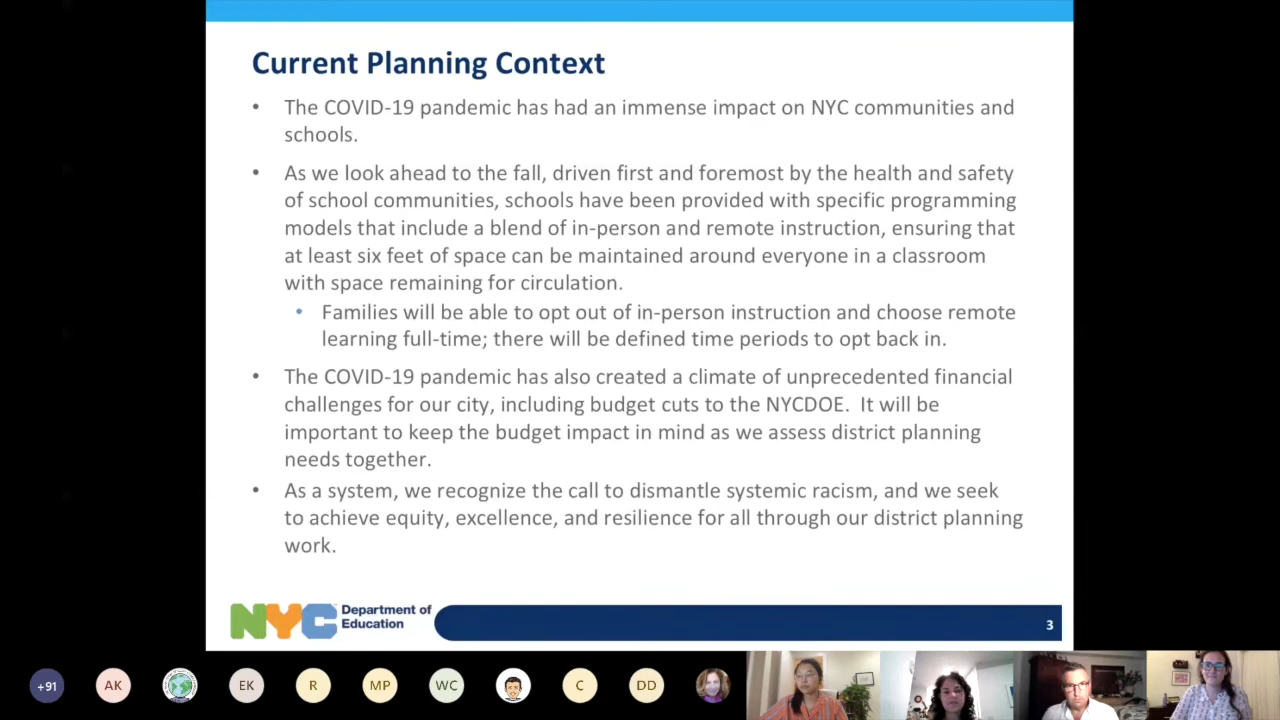 Current Planning Context
• The COVID-19 pandemic has had an immense impact on NYC communities and
schools.
• As we look ahead to the fall, driven first and foremost by the health and safety
of school communities, schools have been provided with specific programming
models that include a blend of in-person and remote instruction, ensuring that
at least six feet of space can be maintained around everyone in a classroom
with space remaining for circulation.
• Families will be able to opt out of in-person instruction and choose remote
learning full-time; there will be defined time periods to opt back in.
• The COVID-19 pandemic has also created a climate of unprecedented financial
challenges for our city, including budget cuts to the NYCDOE.  It will be
important to keep the budget impact in mind as we assess district planning
needs together.
• As a system, we recognize the call to dismantle systemic racism, and we seek
to achieve equity, excellence, and resilience for all through our district planning
work.
NYC Department of
Education
3
+91 AK EK R MP WC C DD